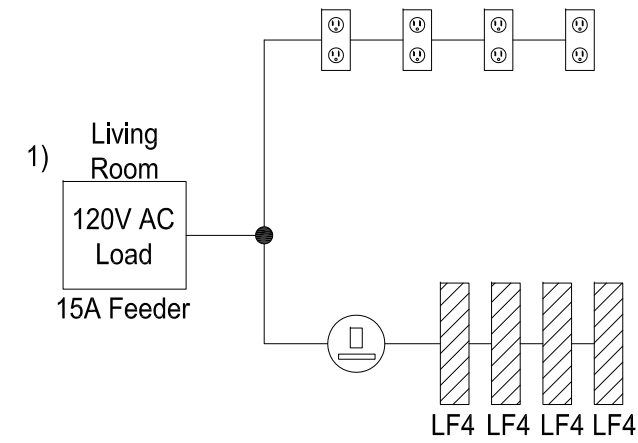 1)
Living
Room
120V AC
Load
15A Feeder
LF4 LF4 LF4 LF4